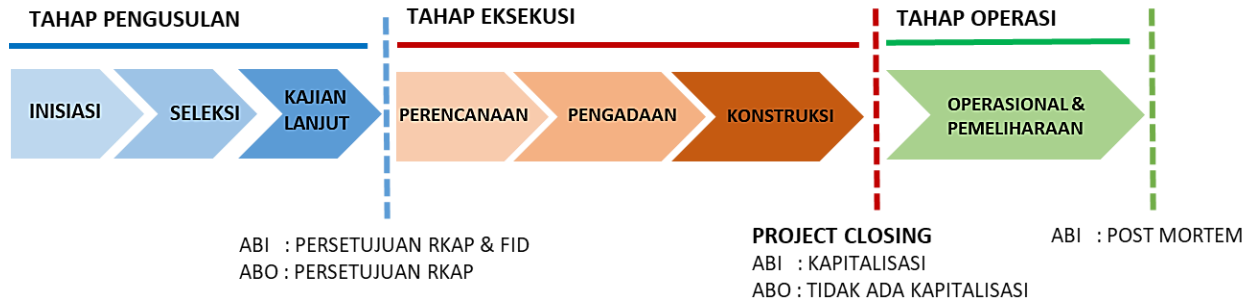 TAHAP PENGUSULAN
TAHAP EKSEKUSI
TAHAP OPERASI
INISIASI
SELEKSI
KAJIAN
LANJUT
PERENCANAAN
PENGADAAN
KONSTRUKSI
OPERASIONAL &
PEMELIHARAAN
ABI : PERSETUJUAN RKAP & FID
ABO : PERSETUJUAN RKAP
PROJECT CLOSING
ABI : KAPITALISASI
ABO : TIDAK ADA KAPITALISASI
ABI : POST MORTEM